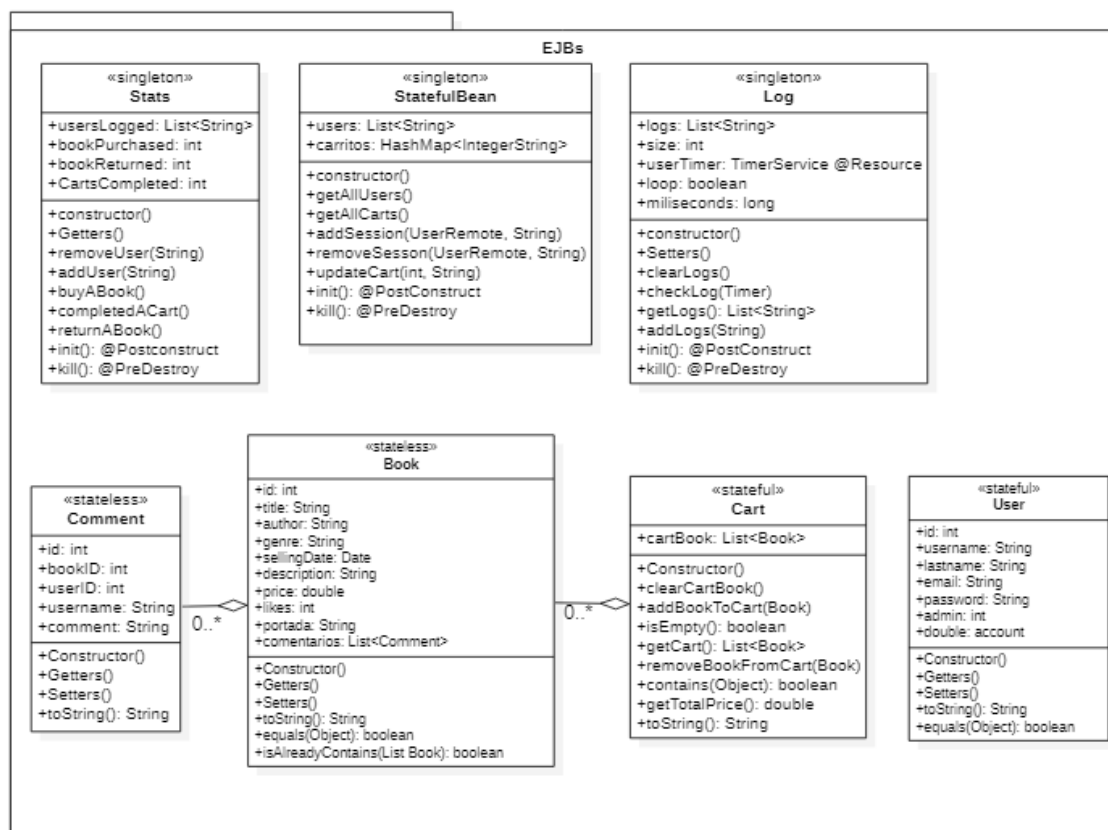 EJBs
«singleton»
Stats
+usersLogged: List<String>
+bookPurchased: int
+bookReturned: int
+CartsCompleted: int
+constructor()
+Getters()
+removeUser(String)
+addUser(String)
+buyABook()
+completedACart()
+returnABook()
+init(): @Postconstruct
+kill(): @PreDestroy
«singleton»
StatefulBean
+users: List<String>
+carritos: HashMap<IntegerString>
+constructor()
+getAllUsers()
+getAllCarts()
+addSession(UserRemote, String)
+removeSesson(UserRemote, String)
+updateCart(int, String)
+init(): @PostConstruct
+kill(): @PreDestroy
«singleton»
Log
+logs: List<String>
+size: int
+userTimer: TimerService @Resource
+loop: boolean
+miliseconds: long
+constructor()
+Setters()
+clearLogs()
+checkLog(Timer)
+getLogs(): List<String>
+addLogs(String)
+init(): @PostConstruct
+kill(): @PreDestroy
«stateless»
Comment
+id: int
+bookID: int
+userID: int
+username: String
+comment: String
+Constructor()
+Getters()
+Setters()
+toString(): String
0..*
«stateless»
Book
+id: int
+title: String
+author: String
+genre: String
+sellingDate: Date
+description: String
+price: double
+likes: int
+portada: String
+comentarios: List<Comment>
+Constructor()
+Getters()
+Setters()
+toString(): String
+equals(Object): boolean
+isAlreadyContains(List Book): boolean
0..*
«stateful»
Cart
+cartBook: List<Book>
+Constructor()
+clearCartBook()
+addBookToCart(Book)
+isEmpty(): boolean
+getCart(): List<Book>
+removeBookFromCart(Book)
+contains(Object): boolean
+getTotalPrice(): double
+toString(): String
«stateful»
User
+id: int
+username: String
+lastname: String
+email: String
+password: String
+admin: int
+double: account
+Constructor()
+Getters()
+Setters()
+toString(): String
+equals(Object): boolean